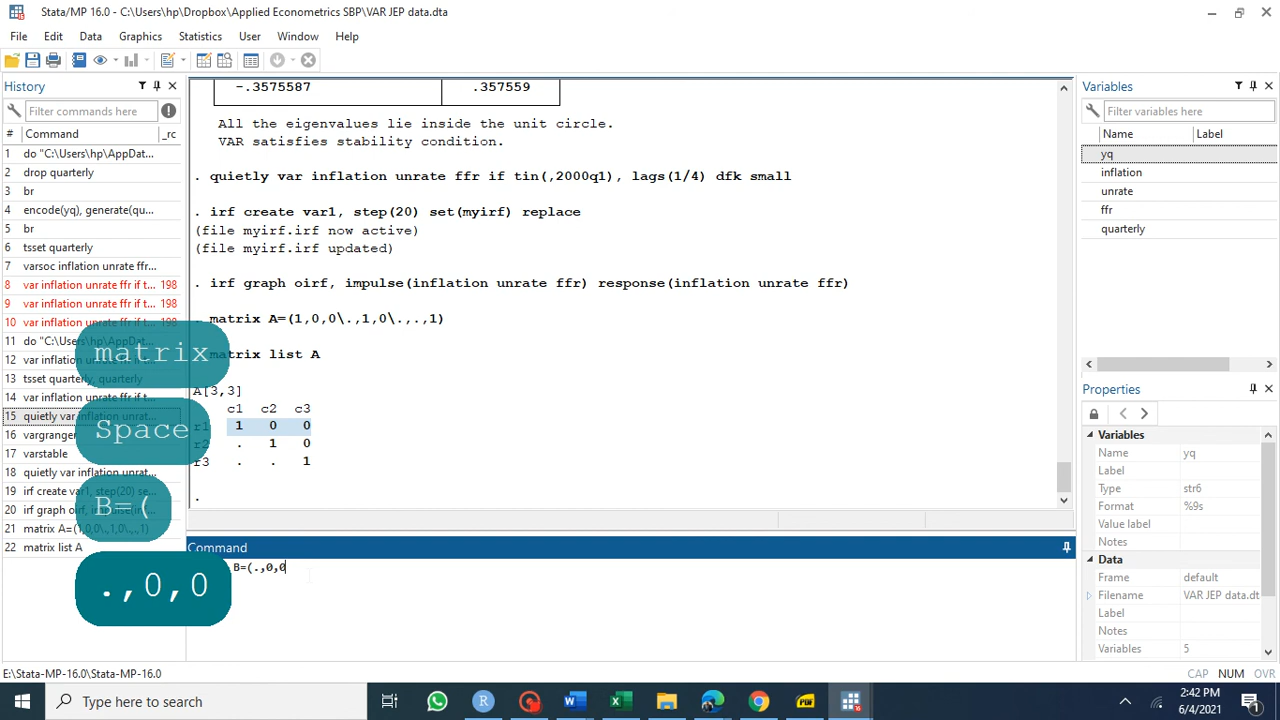 Stata/MP 16.0 - C:\Users\hp\Dropbox\Applied Econometrics SBP\VAR JEP data.dta
File Edit Data Graphics Statistics User Window Help
History
Filter commands here
# Command _rc
1 do "C:\Users\hp\AppDat...
2 drop quarterly
3 br
4 encode(yq), generate(qu...
5 br
6 tsset quarterly
7 varsoc inflation unrate ffr...
8 var inflation unrate ffr if t... 198
9 var inflation unrate ffr if t... 198
10 var inflation unrate ffr if t... 198
11 do "C:\Users\hp\AppDat...
12 var inflation unrate ffr if t...
13 tsset quarterly, quarterly
14 var inflation unrate ffr if t...
15 quietly var inflation unrat...
16 vargranger
17 varstable
18 quietly var inflation unrat...
19 irf create var1, step(20) se...
20 irf graph oirf, impulse(inf...
21 matrix A=(1,0,0\.,1,0\.,.,1)
22 matrix list A
matrix
Space
B=(
.,0,0
-.3575587 .357559
All the eigenvalues lie inside the unit circle.
VAR satisfies stability condition.
. quietly var inflation unrate ffr if tin(,2000q1), lags(1/4) dfk small
. irf create var1, step(20) set(myirf) replace
(file myirf.irf now active)
(file myirf.irf updated)
. irf graph oirf, impulse(inflation unrate ffr) response(inflation unrate ffr)
. matrix A=(1,0,0\.,1,0\.,.,1)
matrix list A
A[3,3]
c1 c2 c3
r1 1 0 0
r2 . 1 0
r3 . . 1
.
Command
B=(.,0,0
Variables
Filter variables here
Name Label
yq
inflation
unrate
ffr
quarterly
Properties
Variables
Name yq
Label
Type str6
Format %9s
Value label
Notes
Data
Frame default
Filename VAR JEP data.dt
Label
Notes
Variables 5
E:\Stata-MP-16.0\Stata-MP-16.0
CAP NUM OVR
Type here to search
2:42 PM
6/4/2021